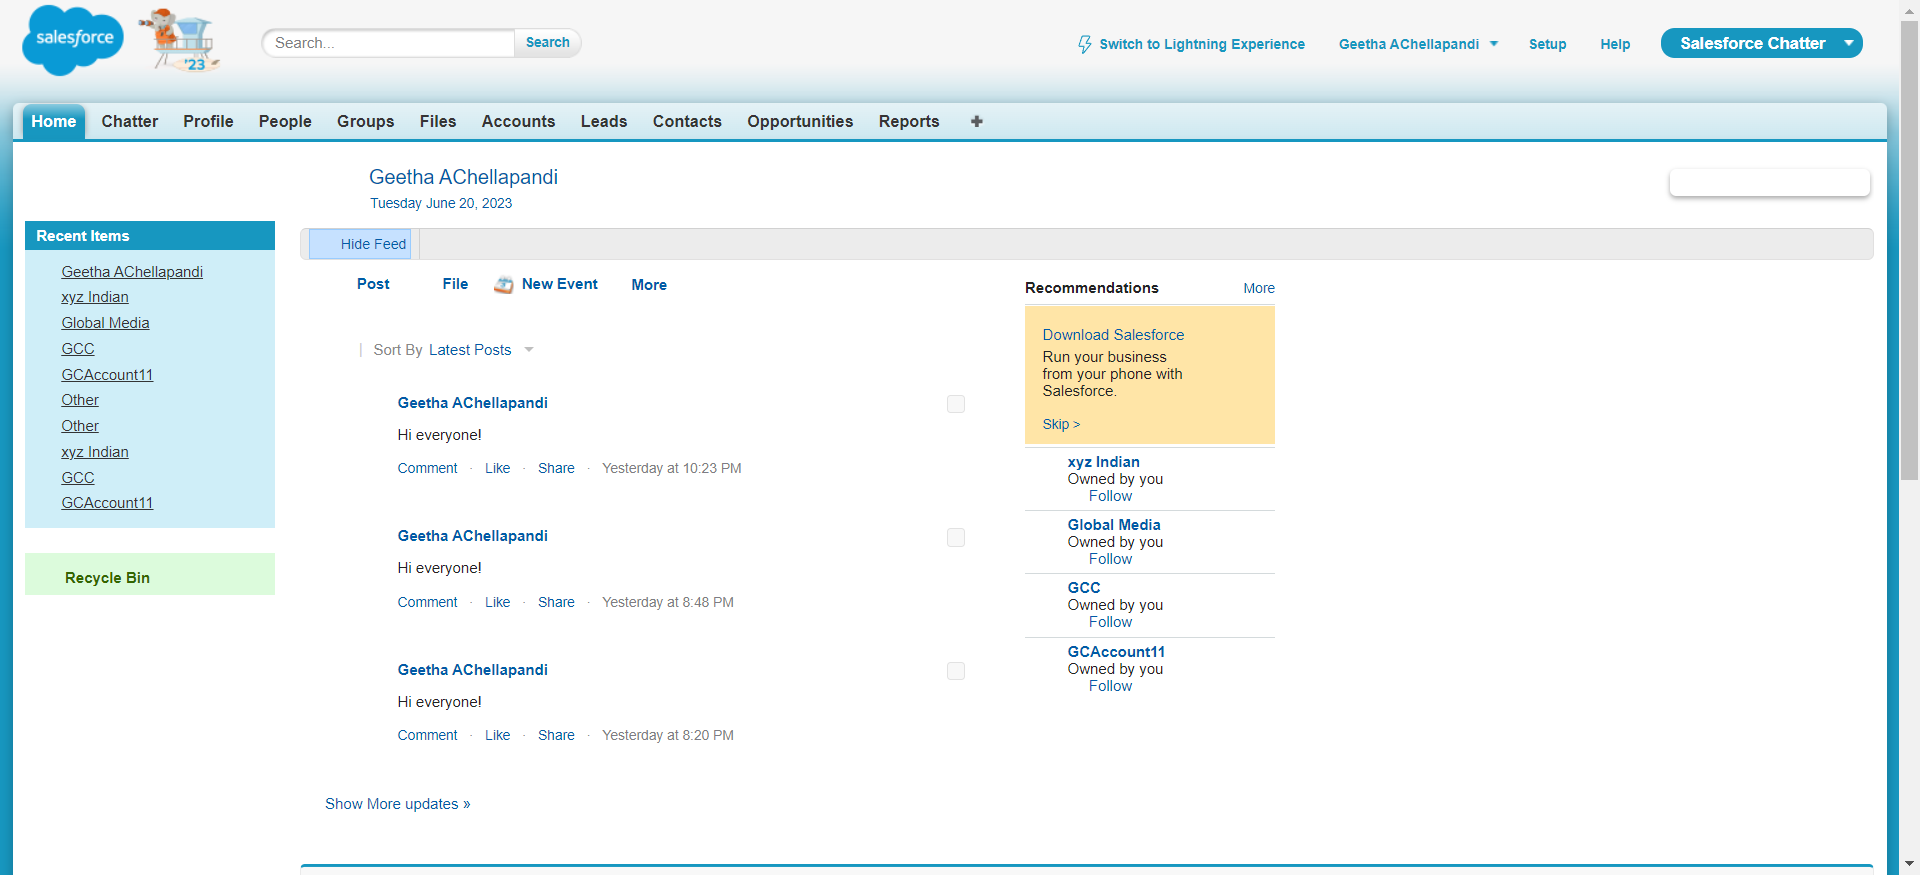 salesforce
'23
Search...
Search
Switch to Lightning Experience
Geetha AChellapandi
Setup
Help
Salesforce Chatter
Home
Chatter
Profile
People
Groups
Files
Accounts
Leads
Contacts
Opportunities
Reports
Geetha AChellapandi
Tuesday June 20, 2023
Recent Items
Geetha AChellapandi
xyz Indian
Global Media
GCC
GCAccount11
Other
Other
xyz Indian
GCC
GCAccount11
Recycle Bin
Hide Feed
Post
File
New Event
More
Sort By Latest Posts
Geetha AChellapandi
Hi everyone!
Comment · Like · Share · Yesterday at 10:23 PM
Geetha AChellapandi
Hi everyone!
Comment · Like · Share · Yesterday at 8:48 PM
Geetha AChellapandi
Hi everyone!
Comment · Like · Share · Yesterday at 8:20 PM
Show More updates »
Recommendations
More
Download Salesforce
Run your business
from your phone with
Salesforce.
Skip >
xyz Indian
Owned by you
Follow
Global Media
Owned by you
Follow
GCC
Owned by you
Follow
GCAccount11
Owned by you
Follow